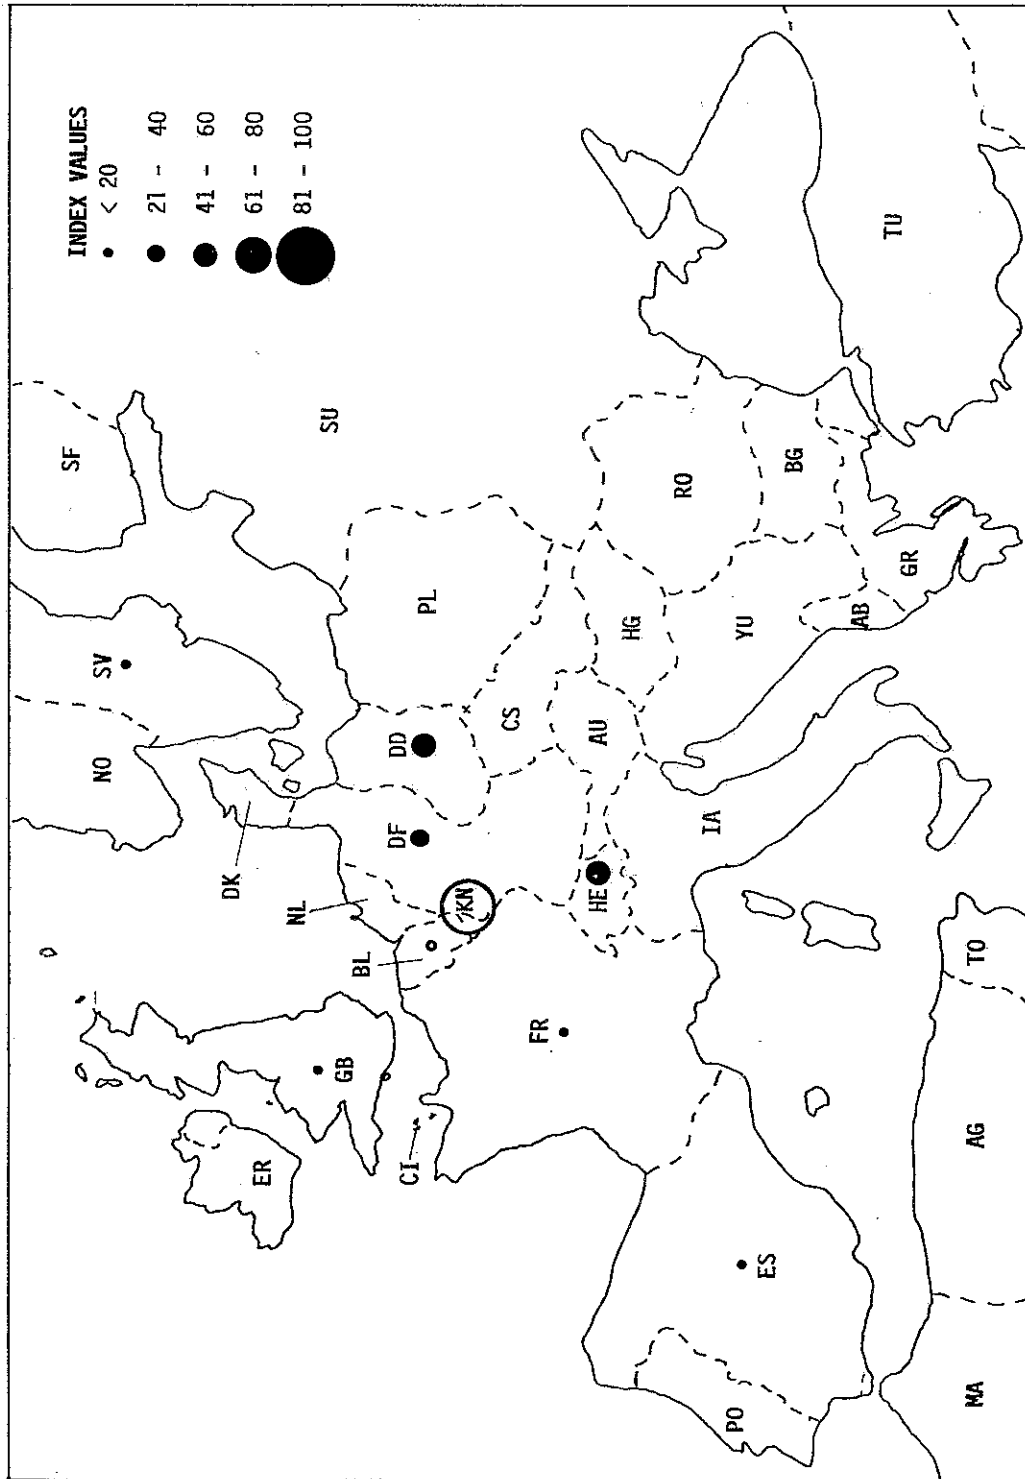 INDEX VALUES
< 20
21 - 40
41 - 60
61 - 80
81 - 100
SF
SU
SV
NO
DK
NL
BL
ER
GB
CI
PL
DD
DF
KN
CS
AU
HG
RO
BG
YU
AB
GR
TU
HE
IA
FR
ES
PO
MA
AG
TO